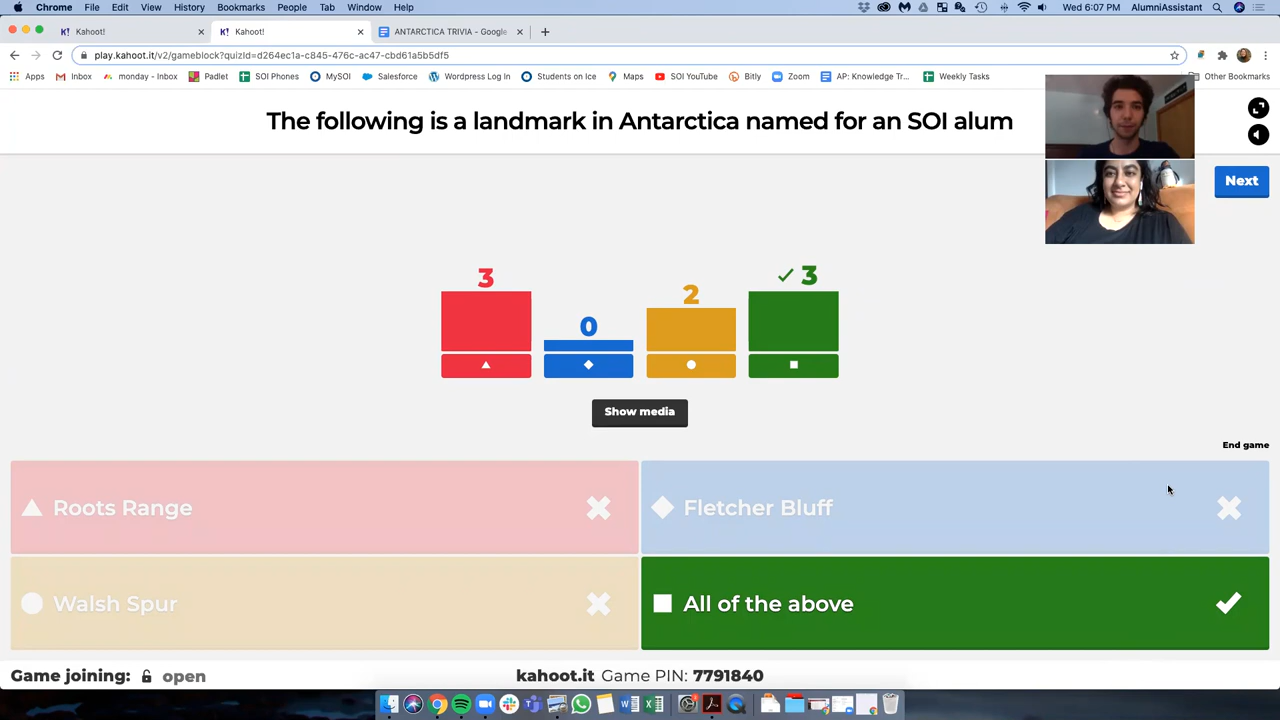 Chrome File Edit View History Bookmarks People Tab Window Help Wed 6:07 PM AlumniAssistant
Kahoot! Kahoot! ANTARCTICA TRIVIA - Google
play.kahoot.it/v2/gameblock?quizId=d264ec1a-c845-476c-ac47-cbd61a5b5df5
Apps Inbox monday - Inbox Padlet SOI Phones MySOI Salesforce Wordpress Log In Students on Ice Maps SOI YouTube Bitly Zoom AP: Knowledge Tr... Weekly Tasks Other Bookmarks
The following is a landmark in Antarctica named for an SOI alum
Next
3 0 2 3
Show media
End game
Roots Range
Fletcher Bluff
Walsh Spur
All of the above
Game joining: open kahoot.it Game PIN: 7791840